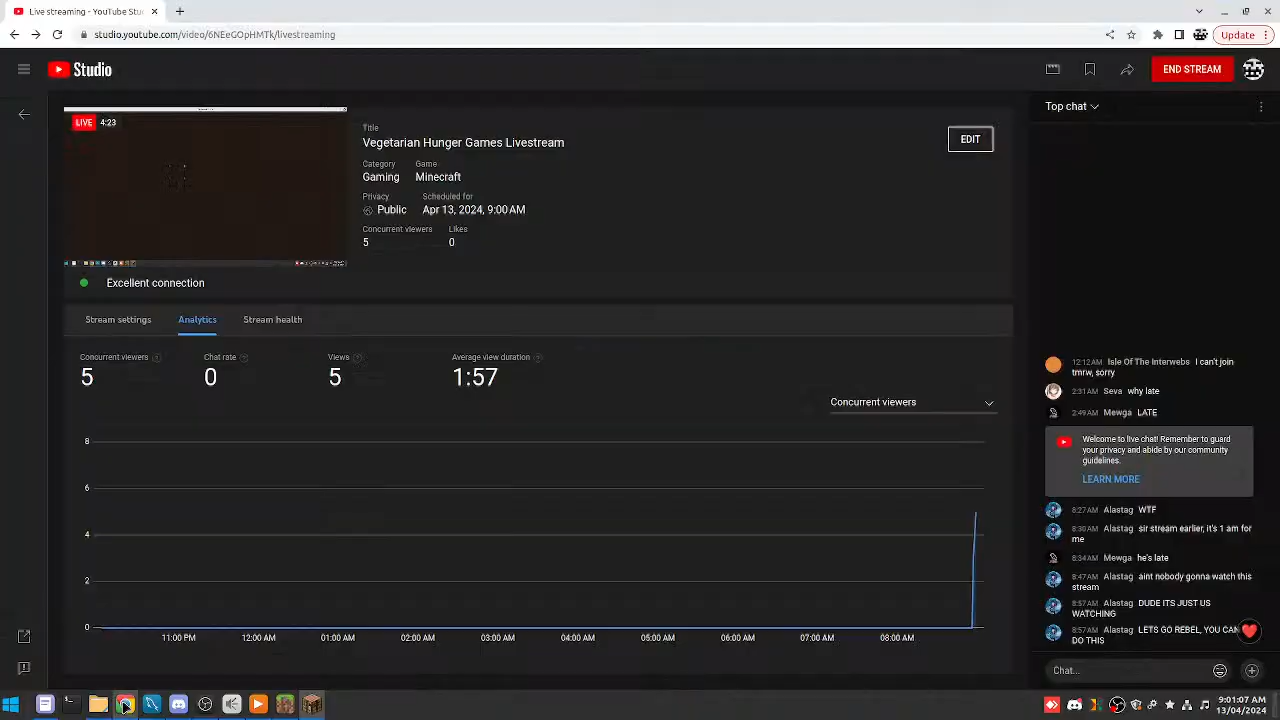 Live streaming - YouTube Stu
studio.youtube.com/video/6NEeGOpHMTk/livestreaming
Update
Studio
END STREAM
LIVE 4:23
Title
Vegetarian Hunger Games Livestream
EDIT
Category Game
Gaming Minecraft
Privacy Scheduled for
Public Apr 13, 2024, 9:00 AM
Concurrent viewers Likes
5 0
Excellent connection
Stream settings Analytics Stream health
Concurrent viewers Chat rate Views Average view duration
5 0 5 1:57
Concurrent viewers
8
6
4
2
0
11:00 PM 12:00 AM 01:00 AM 02:00 AM 03:00 AM 04:00 AM 05:00 AM 06:00 AM 07:00 AM 08:00 AM
Top chat
12:12 AM Isle Of The Interwebs I can't join
tmrw, sorry
2:31 AM Seva why late
2:49 AM Mewga LATE
Welcome to live chat! Remember to guard
your privacy and abide by our community
guidelines.
LEARN MORE
8:27 AM Alastag WTF
8:30 AM Alastag sir stream earlier, it's 1 am for
me
8:34 AM Mewga he's late
8:47 AM Alastag aint nobody gonna watch this
stream
8:57 AM Alastag DUDE ITS JUST US
WATCHING
8:57 AM Alastag LETS GO REBEL, YOU CAN
DO THIS
Chat...
9:01:07 AM
13/04/2024